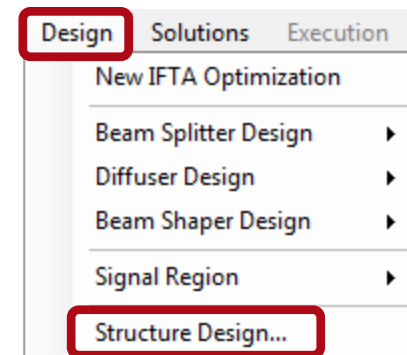 Design Solutions Execution
New IFTA Optimization
Beam Splitter Design
Diffuser Design
Beam Shaper Design
Signal Region
Structure Design...